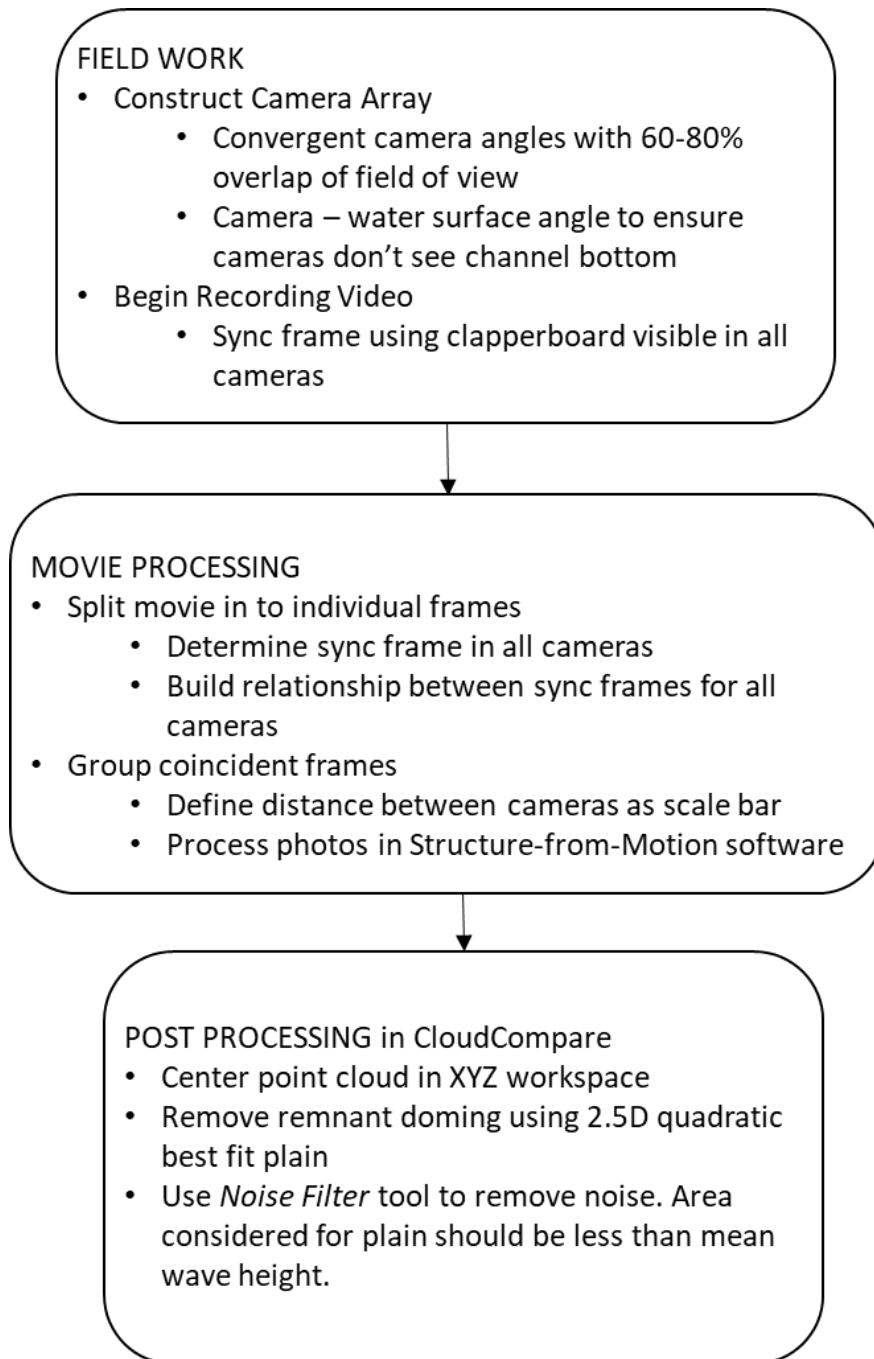 FIELD WORK
• Construct Camera Array
• Convergent camera angles with 60-80%
overlap of field of view
• Camera – water surface angle to ensure
cameras don’t see channel bottom
• Begin Recording Video
• Sync frame using clapperboard visible in all
cameras
MOVIE PROCESSING
• Split movie in to individual frames
• Determine sync frame in all cameras
• Build relationship between sync frames for all
cameras
• Group coincident frames
• Define distance between cameras as scale bar
• Process photos in Structure-from-Motion software
POST PROCESSING in CloudCompare
• Center point cloud in XYZ workspace
• Remove remnant doming using 2.5D quadratic
best fit plain
• Use Noise Filter tool to remove noise. Area
considered for plain should be less than mean
wave height.